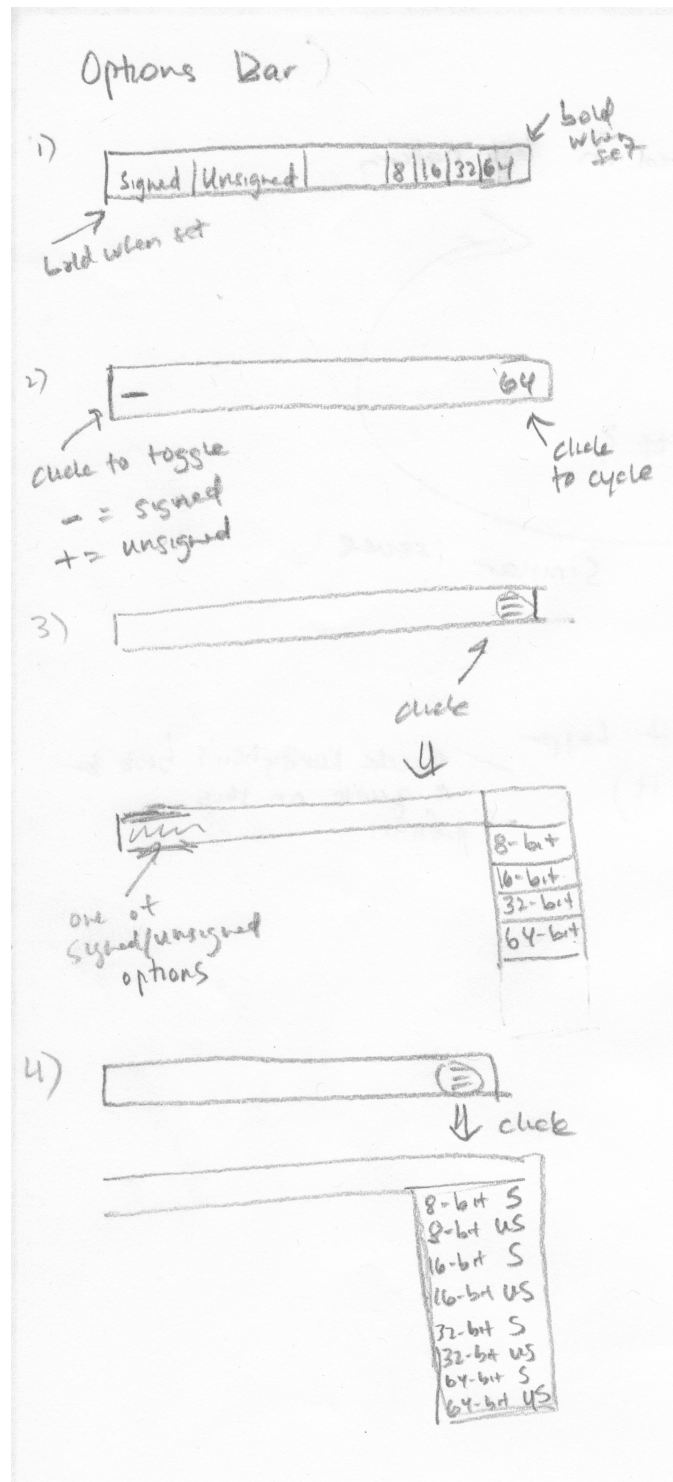 Options Bar
1)
bold
when
set
Signed | Unsigned | 8 | 16 | 32 | 64
bold when set
2)
—
64
click to toggle
- = signed
+ = unsigned
click
to cycle
3)
click
8-bit
16-bit
32-bit
64-bit
one of
signed/unsigned
options
4)
click
8-bit S
8-bit US
16-bit S
16-bit US
32-bit S
32-bit US
64-bit S
64-bit US
Similar